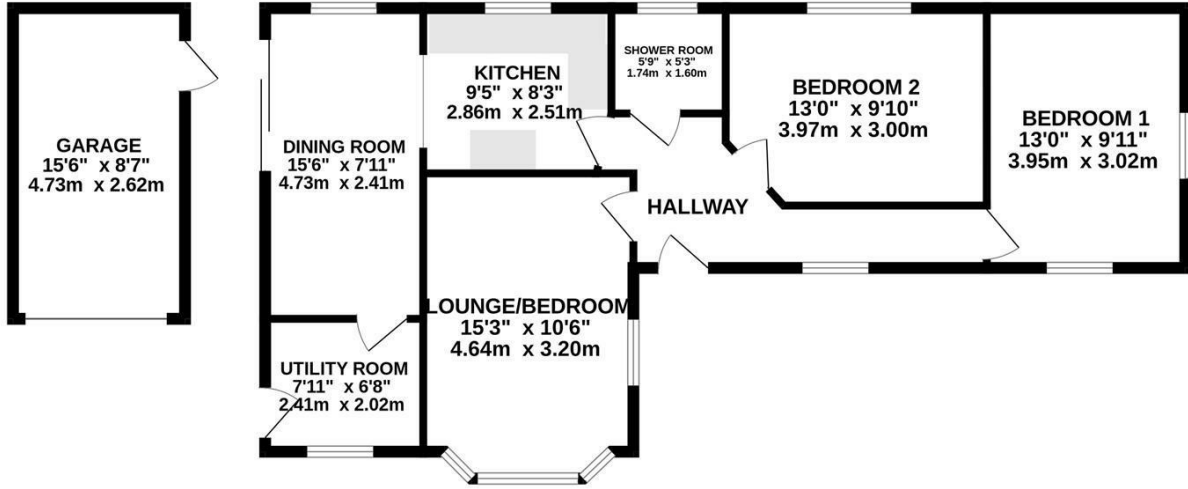 GARAGE
15'6" x 8'7"
4.73m x 2.62m
DINING ROOM
15'6" x 7'11"
4.73m x 2.41m
KITCHEN
9'5" x 8'3"
2.86m x 2.51m
SHOWER ROOM
5'9" x 5'3"
1.74m x 1.60m
BEDROOM 2
13'0" x 9'10"
3.97m x 3.00m
BEDROOM 1
13'0" x 9'11"
3.95m x 3.02m
HALLWAY
LOUNGE/BEDROOM
15'3" x 10'6"
4.64m x 3.20m
UTILITY ROOM
7'11" x 6'8"
2.41m x 2.02m